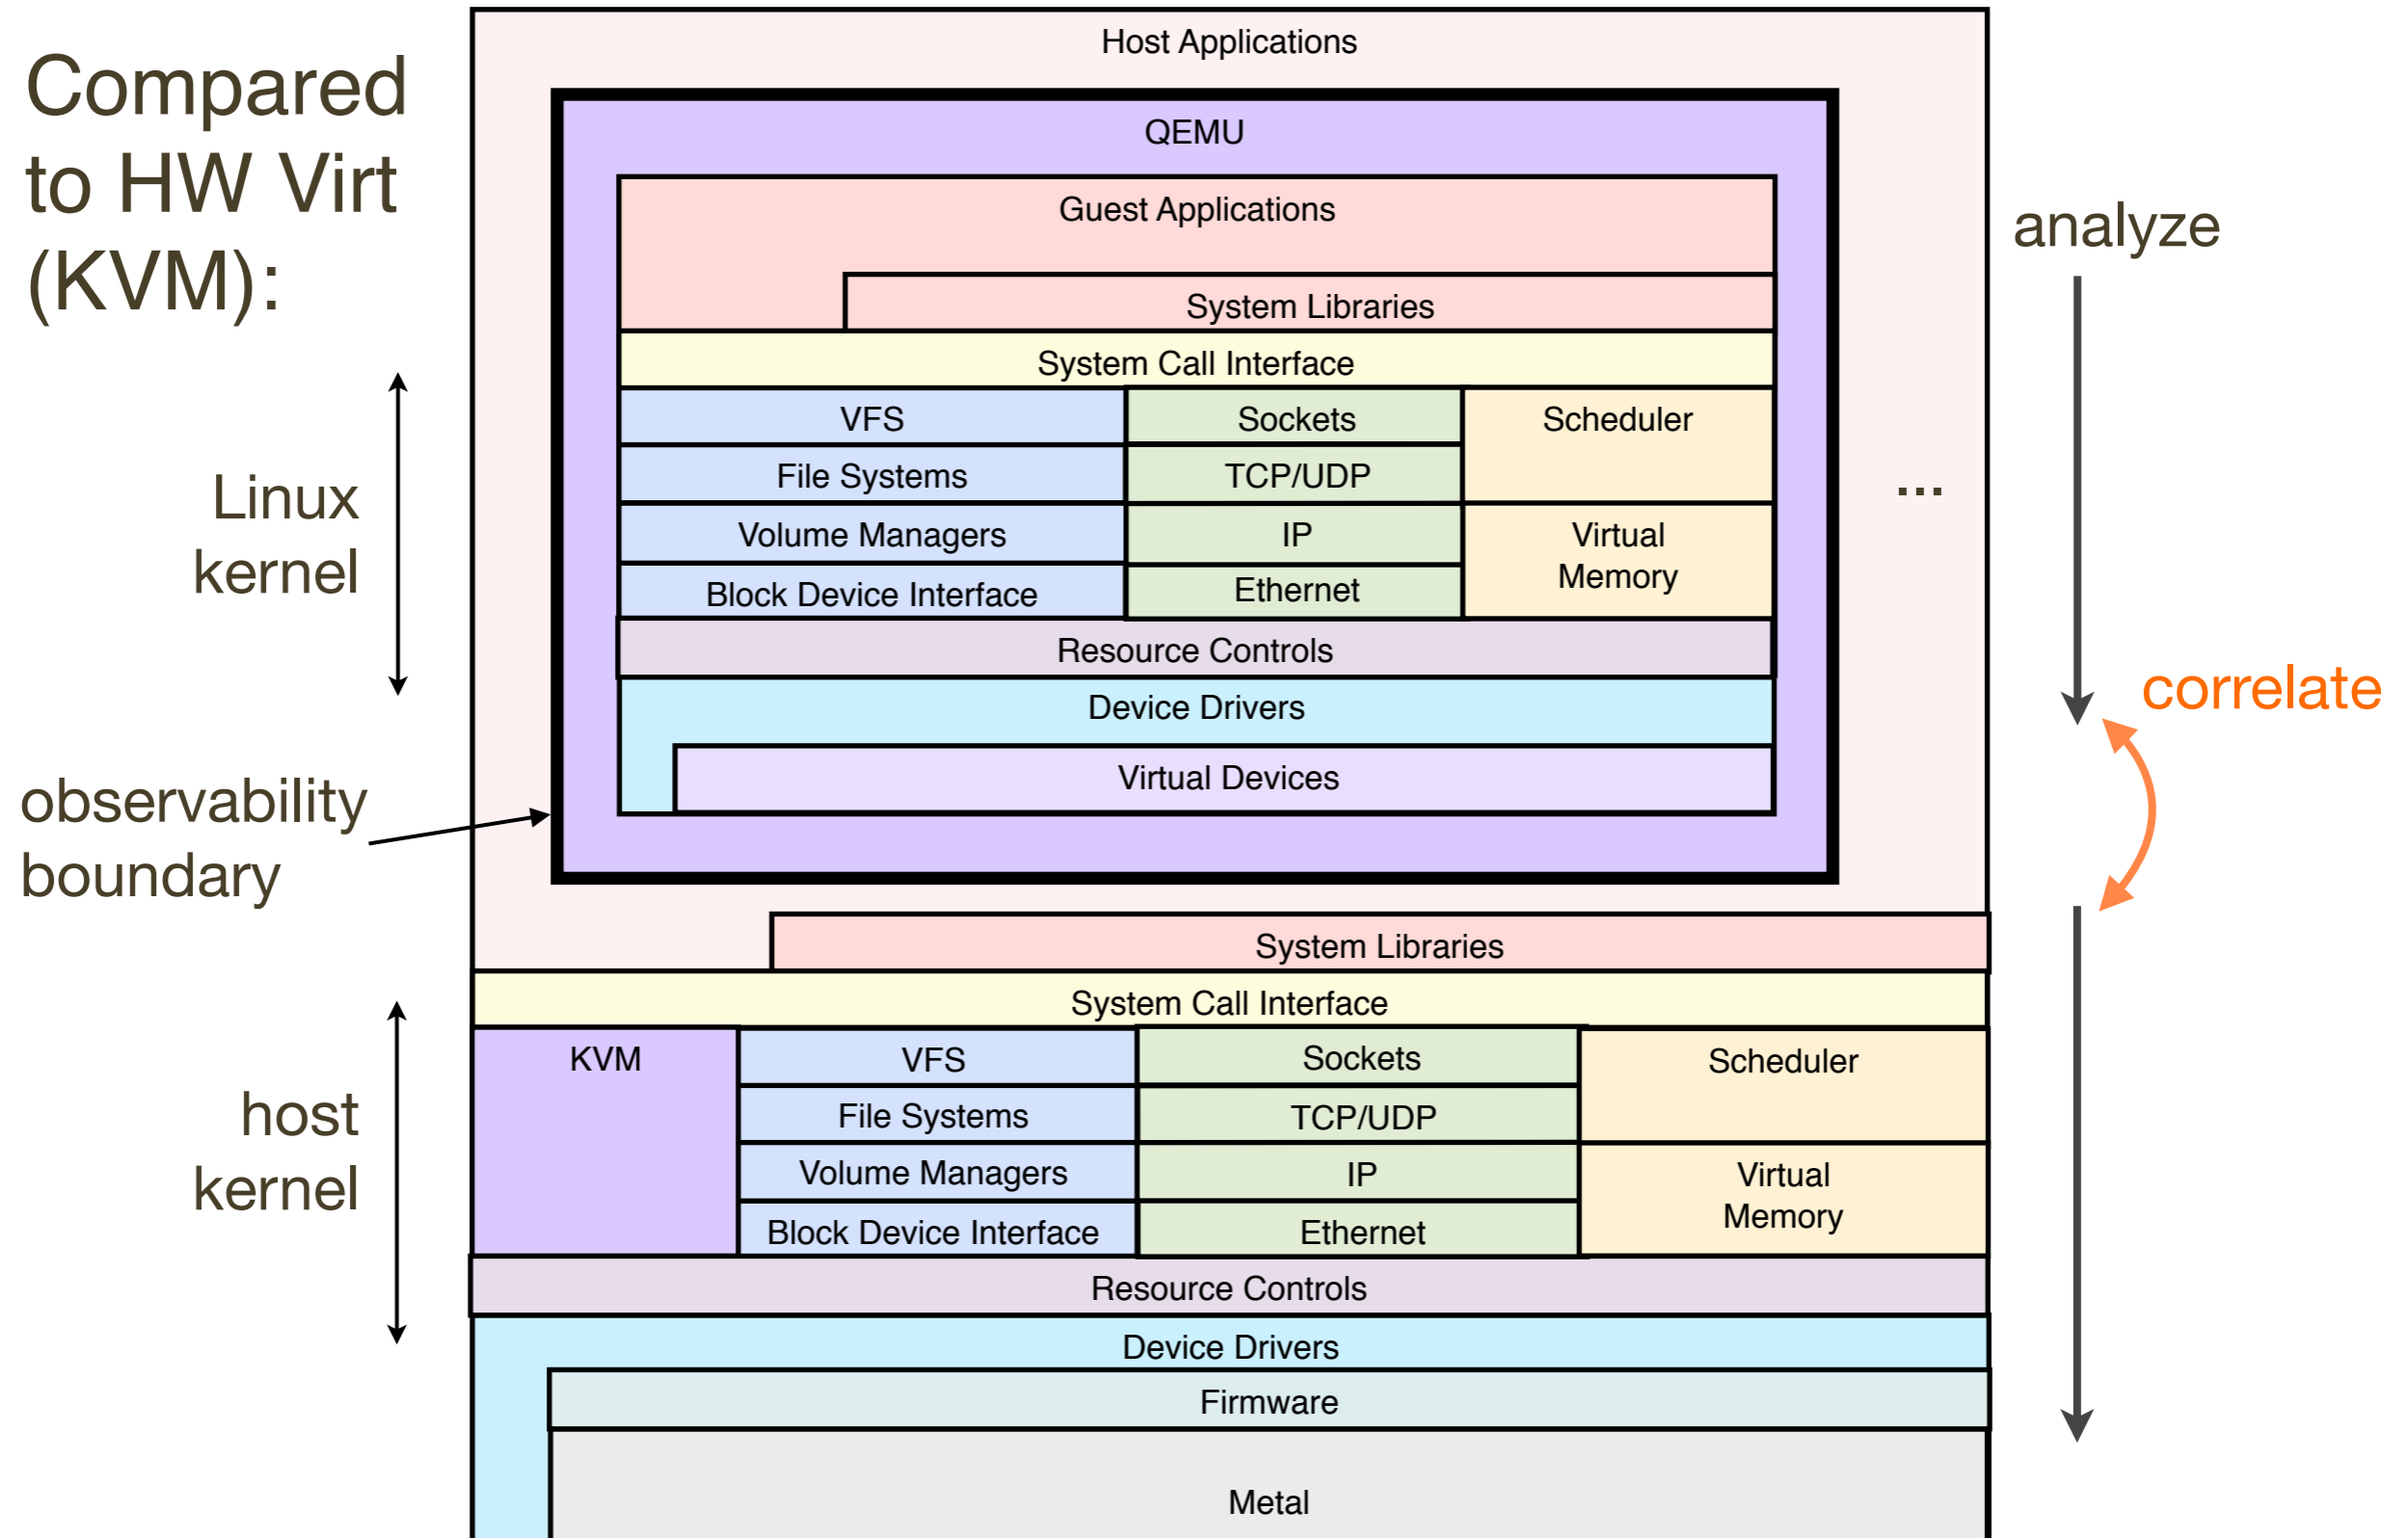 Compared
to HW Virt
(KVM):
Host Applications
QEMU
Guest Applications
analyze
System Libraries
System Call Interface
VFS
Sockets
Scheduler
File Systems
TCP/UDP
...
Linux
kernel
Volume Managers
IP
Virtual
Memory
Block Device Interface
Ethernet
Resource Controls
correlate
Device Drivers
Virtual Devices
observability
boundary
System Libraries
System Call Interface
KVM
VFS
Sockets
Scheduler
host
kernel
File Systems
TCP/UDP
Volume Managers
IP
Virtual
Memory
Block Device Interface
Ethernet
Resource Controls
Device Drivers
Firmware
Metal